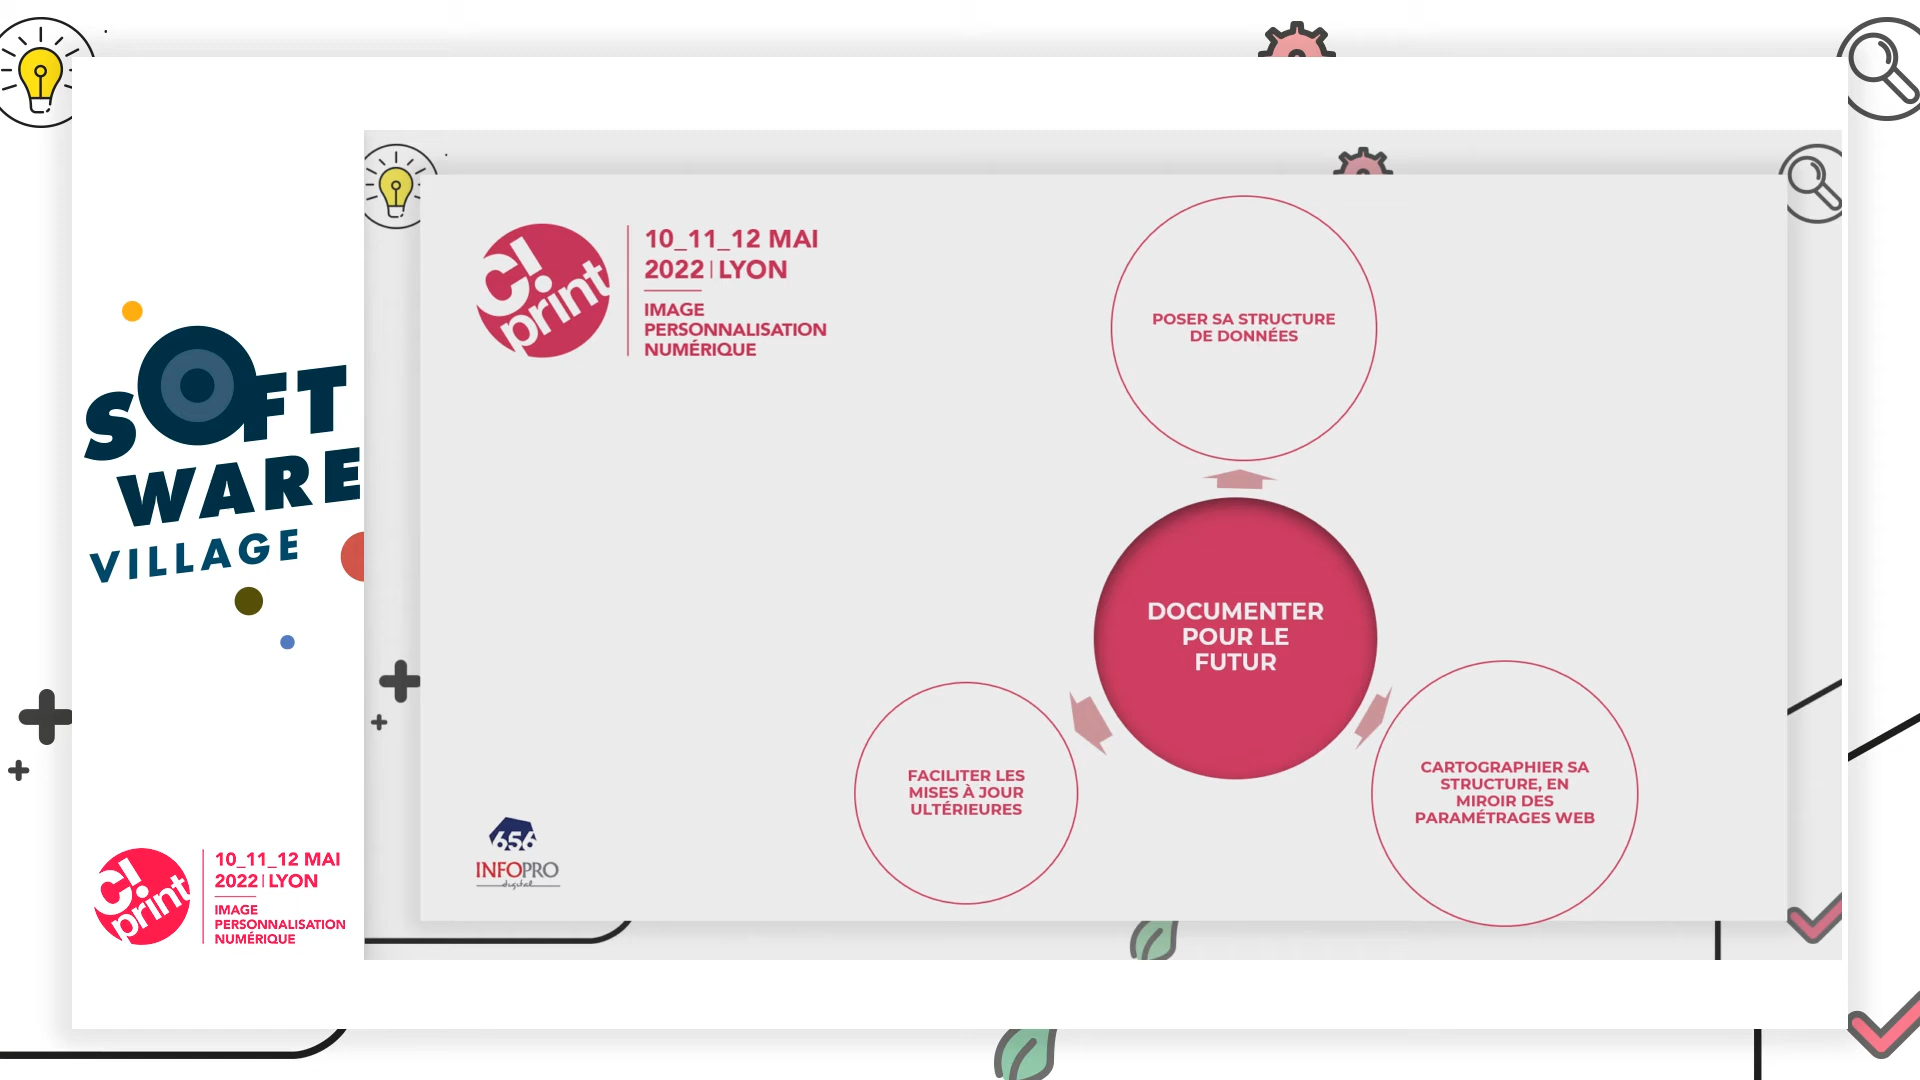 SOFT
WARE
VILLAGE
C!
print
10_11_12 MAI
2022 | LYON
IMAGE
PERSONNALISATION
NUMÉRIQUE
C!
print
10_11_12 MAI
2022 | LYON
IMAGE
PERSONNALISATION
NUMÉRIQUE
POSER SA STRUCTURE
DE DONNÉES
DOCUMENTER
POUR LE
FUTUR
FACILITER LES
MISES À JOUR
ULTÉRIEURES
CARTOGRAPHIER SA
STRUCTURE, EN
MIROIR DES
PARAMÉTRAGES WEB
656
INFOPRO
digital